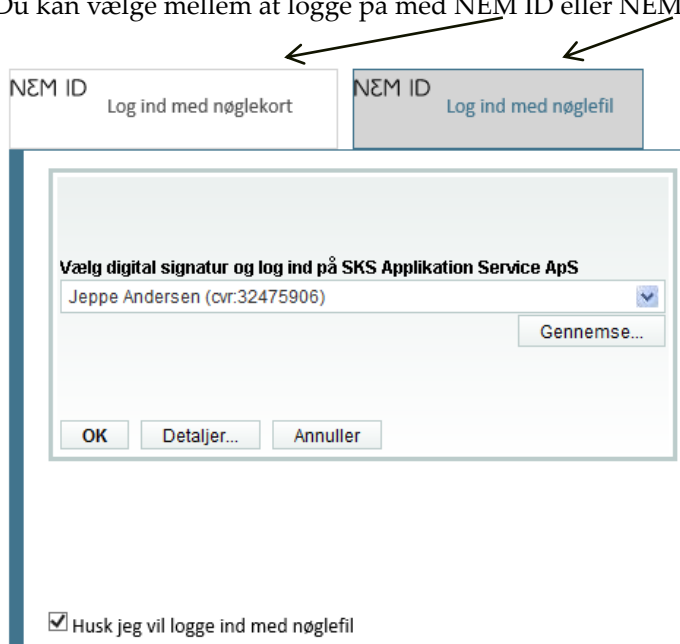 Du kan vælge mellem at logge på med NEM ID eller NEM
NEM ID
Log ind med nøglekort
NEM ID
Log ind med nøglefil
Vælg digital signatur og log ind på SKS Applikation Service ApS
Jeppe Andersen (cvr:32475906)
Gennemse...
OK
Detaljer...
Annuller
Husk jeg vil logge ind med nøglefil